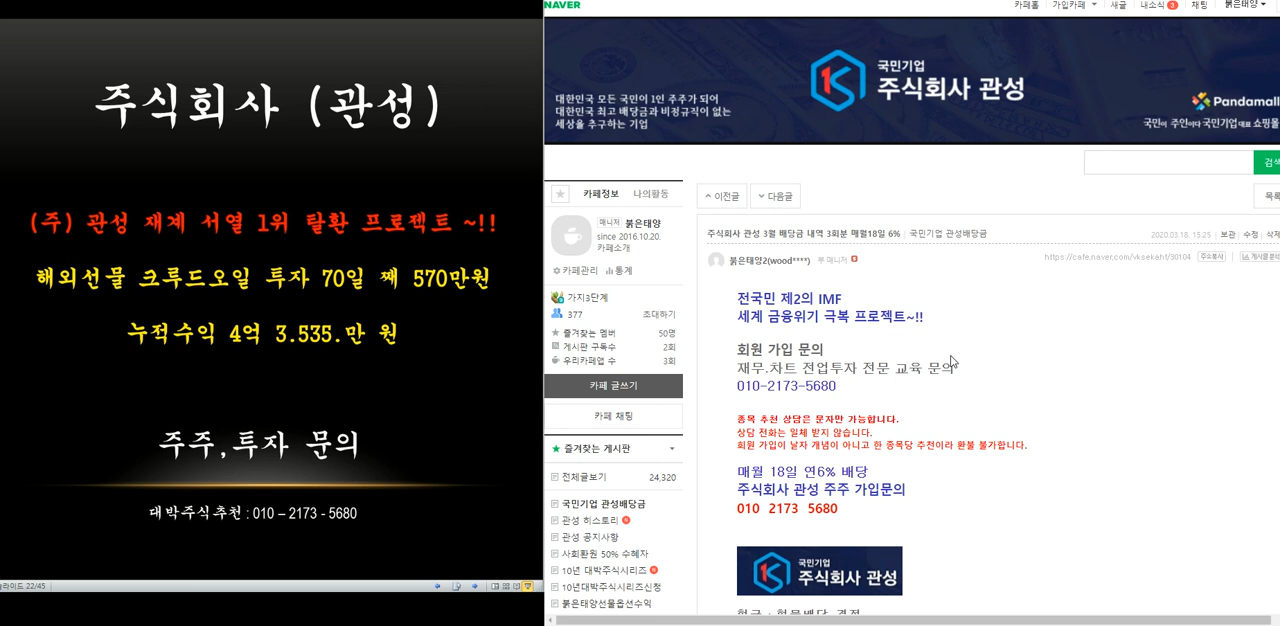 주식회사 (관성)
(주) 관성 재계 서열 1위 탈환 프로젝트 ~!!
해외선물 크루드오일 투자 70일 째 570만원
누적수익 4억 3.535.만 원
주주,투자 문의
대박주식추천 : 010 – 2173 - 5680
슬라이드 22/45
NAVER
카페홈 가입카페 새글 내소식 3 채팅 붉은태양
대한민국 모든 국민이 1인 주주가 되어
대한민국 최고 배당금과 비정규직이 없는
세상을 추구하는 기업
국민기업
주식회사 관성
Pandamall
국민이 주인이다 국민기업 대표 쇼핑몰
검색
카페정보 나의활동
매니저 붉은태양
since 2016.10.20.
카페소개
카페관리 통계
가지3단계
377 초대하기
즐겨찾는 멤버 50명
게시판 구독수 2회
우리카페앱 수 3회
카페 글쓰기
카페 채팅
즐겨찾는 게시판
전체글보기 24,320
국민기업 관성배당금
관성 히스토리
관성 공지사항
사회환원 50% 수혜자
10년 대박주식시리즈
10년대박주식시리즈신청
붉은태양선물옵션수익
이전글 다음글 목록
주식회사 관성 3월 배당금 내역 3회분 매월18일 6% 국민기업 관성배당금
2020.03.18. 15:25 보관 수정 삭제
붉은태양2(wood****) 부매니저
https://cafe.naver.com/vksekaht/30104 주소복사
전국민 제2의 IMF
세계 금융위기 극복 프로젝트~!!
회원 가입 문의
재무.차트 전업투자 전문 교육 문의
010-2173-5680
종목 추천 상담은 문자만 가능합니다.
상담 전화는 일체 받지 않습니다.
회원 가입이 날자 개념이 아니고 한 종목당 추천이라 환불 불가합니다.
매월 18일 연6% 배당
주식회사 관성 주주 가입문의
010 2173 5680
국민기업
주식회사 관성